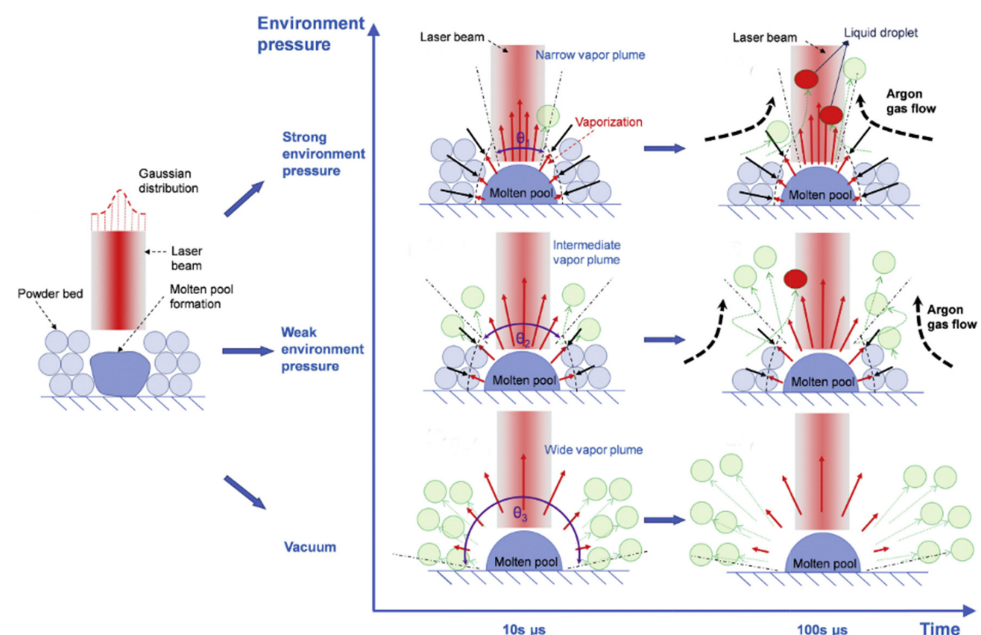 Environment
pressure
Laser beam
Narrow vapor plume
Vaporization
θ
Molten pool
Laser beam
Liquid droplet
Argon
gas flow
Molten pool
Strong
environment
pressure
Gaussian
distribution
Laser
beam
Molten pool
formation
Powder bed
Weak
environment
pressure
Intermediate
vapor plume
θ2
Molten pool
Argon
gas flow
Molten pool
Vacuum
Wide vapor plume
θ3
Molten pool
Molten pool
10s µs
100s µs
Time